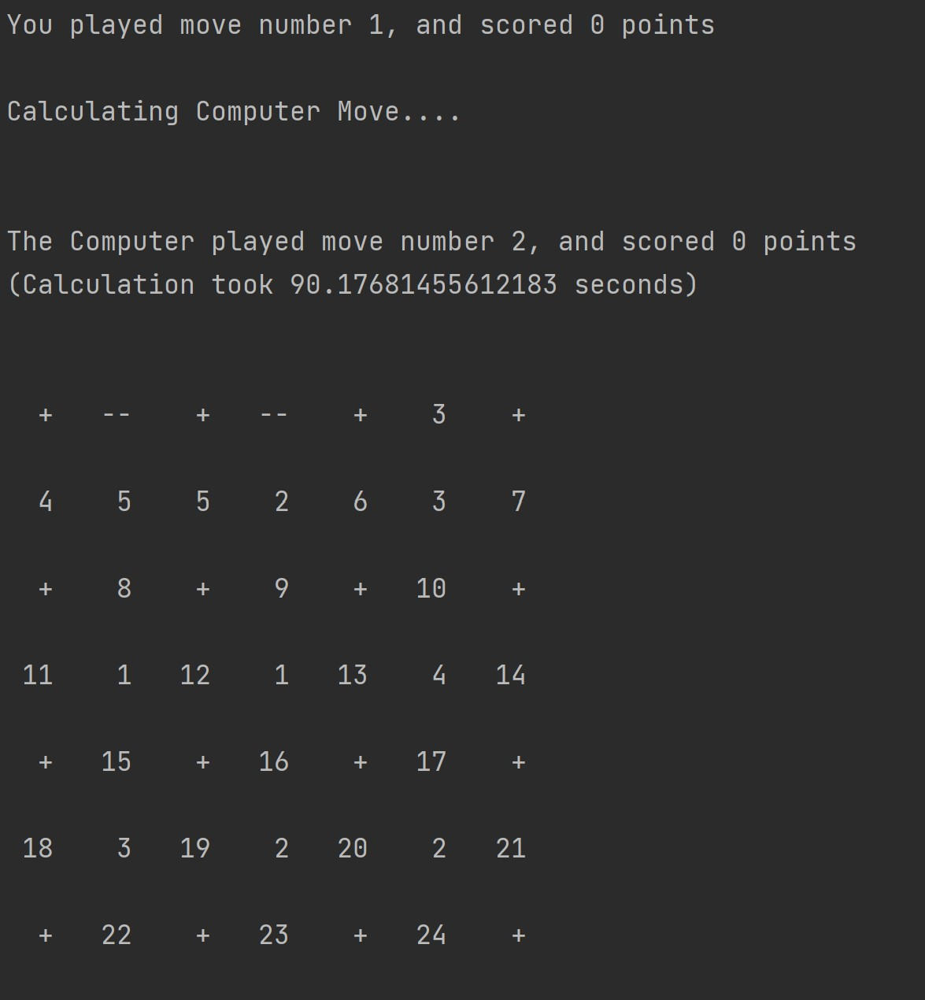 You played move number 1, and scored 0 points
Calculating Computer Move....
The Computer played move number 2, and scored 0 points
(Calculation took 90.17681455612183 seconds)
+ -- + -- + 3 +
4 5 5 2 6 3 7
+ 8 + 9 + 10 +
11 1 12 1 13 4 14
+ 15 + 16 + 17 +
18 3 19 2 20 2 21
+ 22 + 23 + 24 +